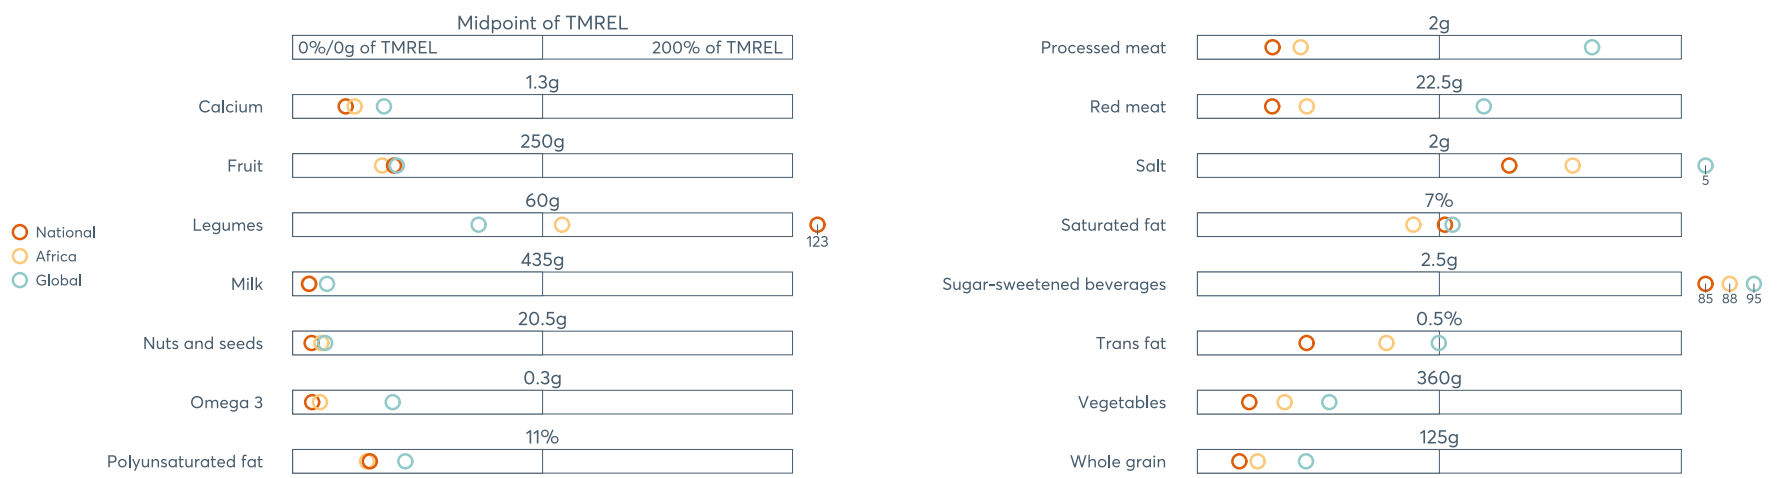 Midpoint of TMREL
0%/0g of TMREL
200% of TMREL
1.3g
Calcium
250g
Fruit
60g
Legumes
123
435g
Milk
20.5g
Nuts and seeds
0.3g
Omega 3
11%
Polyunsaturated fat
National
Africa
Global
2g
Processed meat
22.5g
Red meat
2g
Salt
5
7%
Saturated fat
2.5g
Sugar-sweetened beverages
85 88 95
0.5%
Trans fat
360g
Vegetables
125g
Whole grain